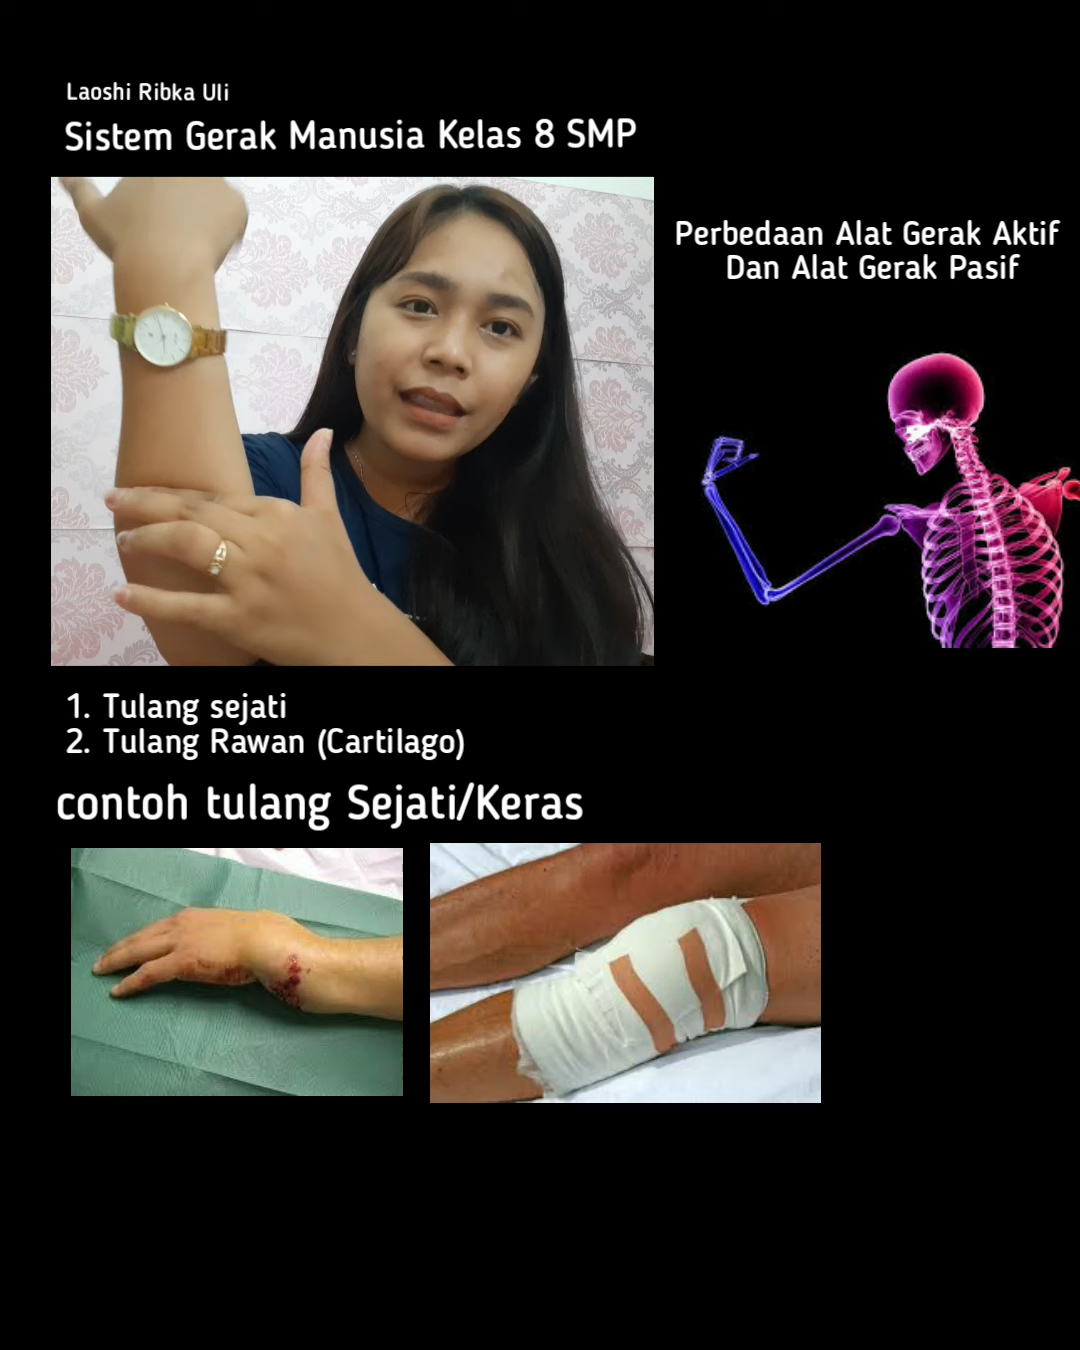 Laoshi Ribka Uli
Sistem Gerak Manusia Kelas 8 SMP
Perbedaan Alat Gerak Aktif
Dan Alat Gerak Pasif
1. Tulang sejati
2. Tulang Rawan (Cartilago)
contoh tulang Sejati/Keras